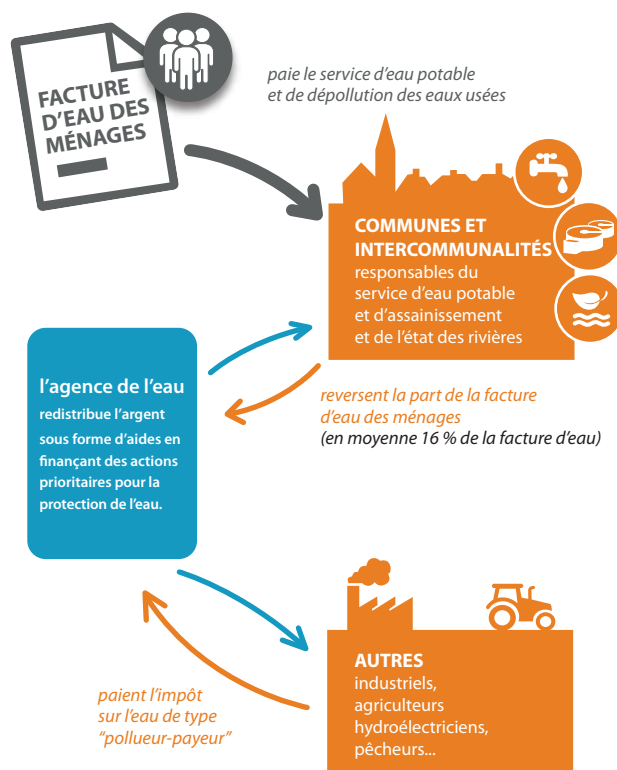 FACTURE
D'EAU DES
MÉNAGES
paie le service d'eau potable
et de dépollution des eaux usées
COMMUNES ET
INTERCOMMUNALITÉS
responsables du
service d'eau potable
et d'assainissement
et de l'état des rivières
l'agence de l'eau
redistribue l'argent
sous forme d'aides en
finançant des actions
prioritaires pour la
protection de l'eau.
reversent la part de la facture
d'eau des ménages
(en moyenne 16 % de la facture d'eau)
AUTRES
industriels,
agriculteurs
hydroélectriciens,
pêcheurs...
paient l'impôt
sur l'eau de type
“pollueur-payeur”